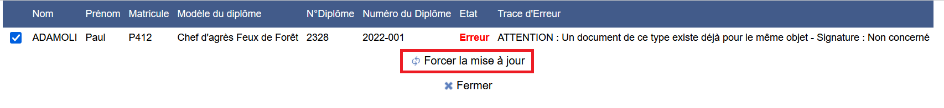 Nom Prénom Matricule Modèle du diplôme N°Diplôme Numéro du Diplôme Etat Trace d'Erreur
ADAMOLI Paul P412 Chef d'agrès Feux de Forêt 2328 2022-001 Erreur ATTENTION : Un document de ce type existe déjà pour le même objet - Signature : Non concerné
Forcer la mise à jour
Fermer